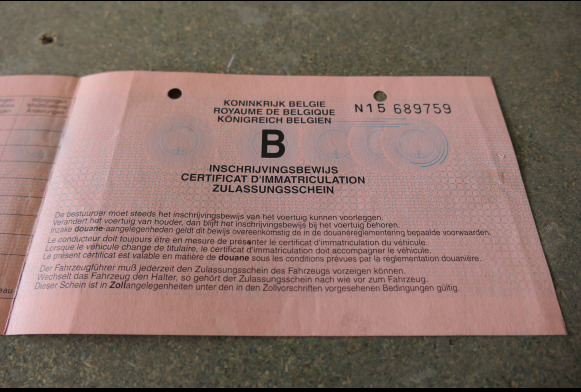 KONINKRIJK BELGIE
ROYAUME DE BELGIQUE
KÖNIGREICH BELGIEN
N15 689759
B
INSCHRIJVINGSBEWIJS
CERTIFICAT D'IMMATRICULATION
ZULASSUNGSSCHEIN
De bestuurder moet steeds het inschrijvingsbewijs van het voertuig kunnen voorleggen.
Verandert het voertuig van houder, dan blijft het inschrijvingsbewijs bij het voertuig behoren.
Inzake douane-aangelegenheden geldt dit bewijs overeenkomstig de in de douanereglementering bepaalde voorwaarden.
Le conducteur doit toujours être en mesure de présenter le certificat d'immatriculation du véhicule.
Lorsque le véhicule change de titulaire, le certificat d'immatriculation doit accompagner le véhicule.
Le présent certificat est valable en matière de douane sous les conditions prévues par la réglementation douanière.
Der Fahrzeugführer muß jederzeit den Zulassungsschein des Fahrzeugs vorzeigen können.
Wechselt das Fahrzeug den Halter, so gehört der Zulassungsschein nach wie vor zum Fahrzeug.
Dieser Schein ist in Zollangelegenheiten unter den in den Zollvorschriften vorgesehenen Bedingungen gültig.